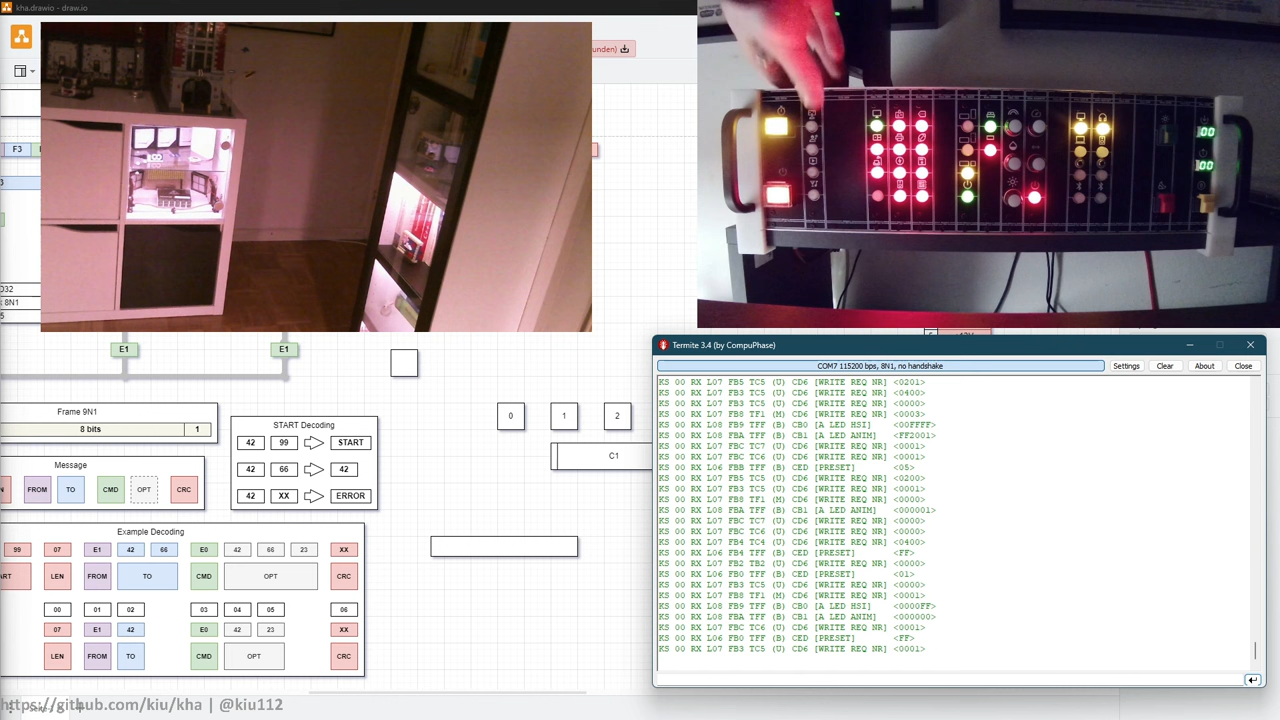 kha.drawio - draw.io
unden)
F3
D32
x 8N1
5
E1
E1
Frame 9N1
8 bits
1
Message
FROM
TO
CMD
OPT
CRC
START Decoding
42
99
START
42
66
42
42
XX
ERROR
0
1
2
C1
Example Decoding
99
07
E1
42
66
E0
42
66
23
XX
ART
LEN
FROM
TO
CMD
OPT
CRC
00
01
02
03
04
05
06
07
E1
42
E0
42
23
XX
LEN
FROM
TO
CMD
OPT
CRC
https://github.com/kiu/kha | @kiu112
00
00
Termite 3.4 (by CompuPhase)
COM7 115200 bps, 8N1, no handshake
Settings
Clear
About
Close
KS 00 RX L07 FB5 TC5 (U) CD6 [WRITE REQ NR] <0201>
KS 00 RX L07 FB3 TC5 (U) CD6 [WRITE REQ NR] <0400>
KS 00 RX L07 FB3 TC5 (U) CD6 [WRITE REQ NR] <0000>
KS 00 RX L07 FB8 TF1 (M) CD6 [WRITE REQ NR] <0003>
KS 00 RX L08 FB9 TFF (B) CB0 [A LED HSI] <00FFFF>
KS 00 RX L08 FBA TFF (B) CB1 [A LED ANIM] <FF2001>
KS 00 RX L07 FBC TC7 (U) CD6 [WRITE REQ NR] <0001>
KS 00 RX L07 FBC TC6 (U) CD6 [WRITE REQ NR] <0001>
KS 00 RX L06 FBB TFF (B) CED [PRESET] <05>
KS 00 RX L07 FB5 TC5 (U) CD6 [WRITE REQ NR] <0200>
KS 00 RX L07 FB3 TC5 (U) CD6 [WRITE REQ NR] <0001>
KS 00 RX L07 FB8 TF1 (M) CD6 [WRITE REQ NR] <0000>
KS 00 RX L08 FBA TFF (B) CB1 [A LED ANIM] <000001>
KS 00 RX L07 FBC TC7 (U) CD6 [WRITE REQ NR] <0000>
KS 00 RX L07 FBC TC6 (U) CD6 [WRITE REQ NR] <0000>
KS 00 RX L07 FB4 TC4 (U) CD6 [WRITE REQ NR] <0400>
KS 00 RX L06 FB4 TFF (B) CED [PRESET] <FF>
KS 00 RX L07 FB2 TB2 (U) CD6 [WRITE REQ NR] <0000>
KS 00 RX L06 FB0 TFF (B) CED [PRESET] <01>
KS 00 RX L07 FB3 TC5 (U) CD6 [WRITE REQ NR] <0000>
KS 00 RX L07 FB8 TF1 (M) CD6 [WRITE REQ NR] <0001>
KS 00 RX L08 FB9 TFF (B) CB0 [A LED HSI] <0000FF>
KS 00 RX L08 FBA TFF (B) CB1 [A LED ANIM] <000000>
KS 00 RX L07 FBC TC6 (U) CD6 [WRITE REQ NR] <0001>
KS 00 RX L06 FB0 TFF (B) CED [PRESET] <FF>
KS 00 RX L07 FB3 TC5 (U) CD6 [WRITE REQ NR] <0001>